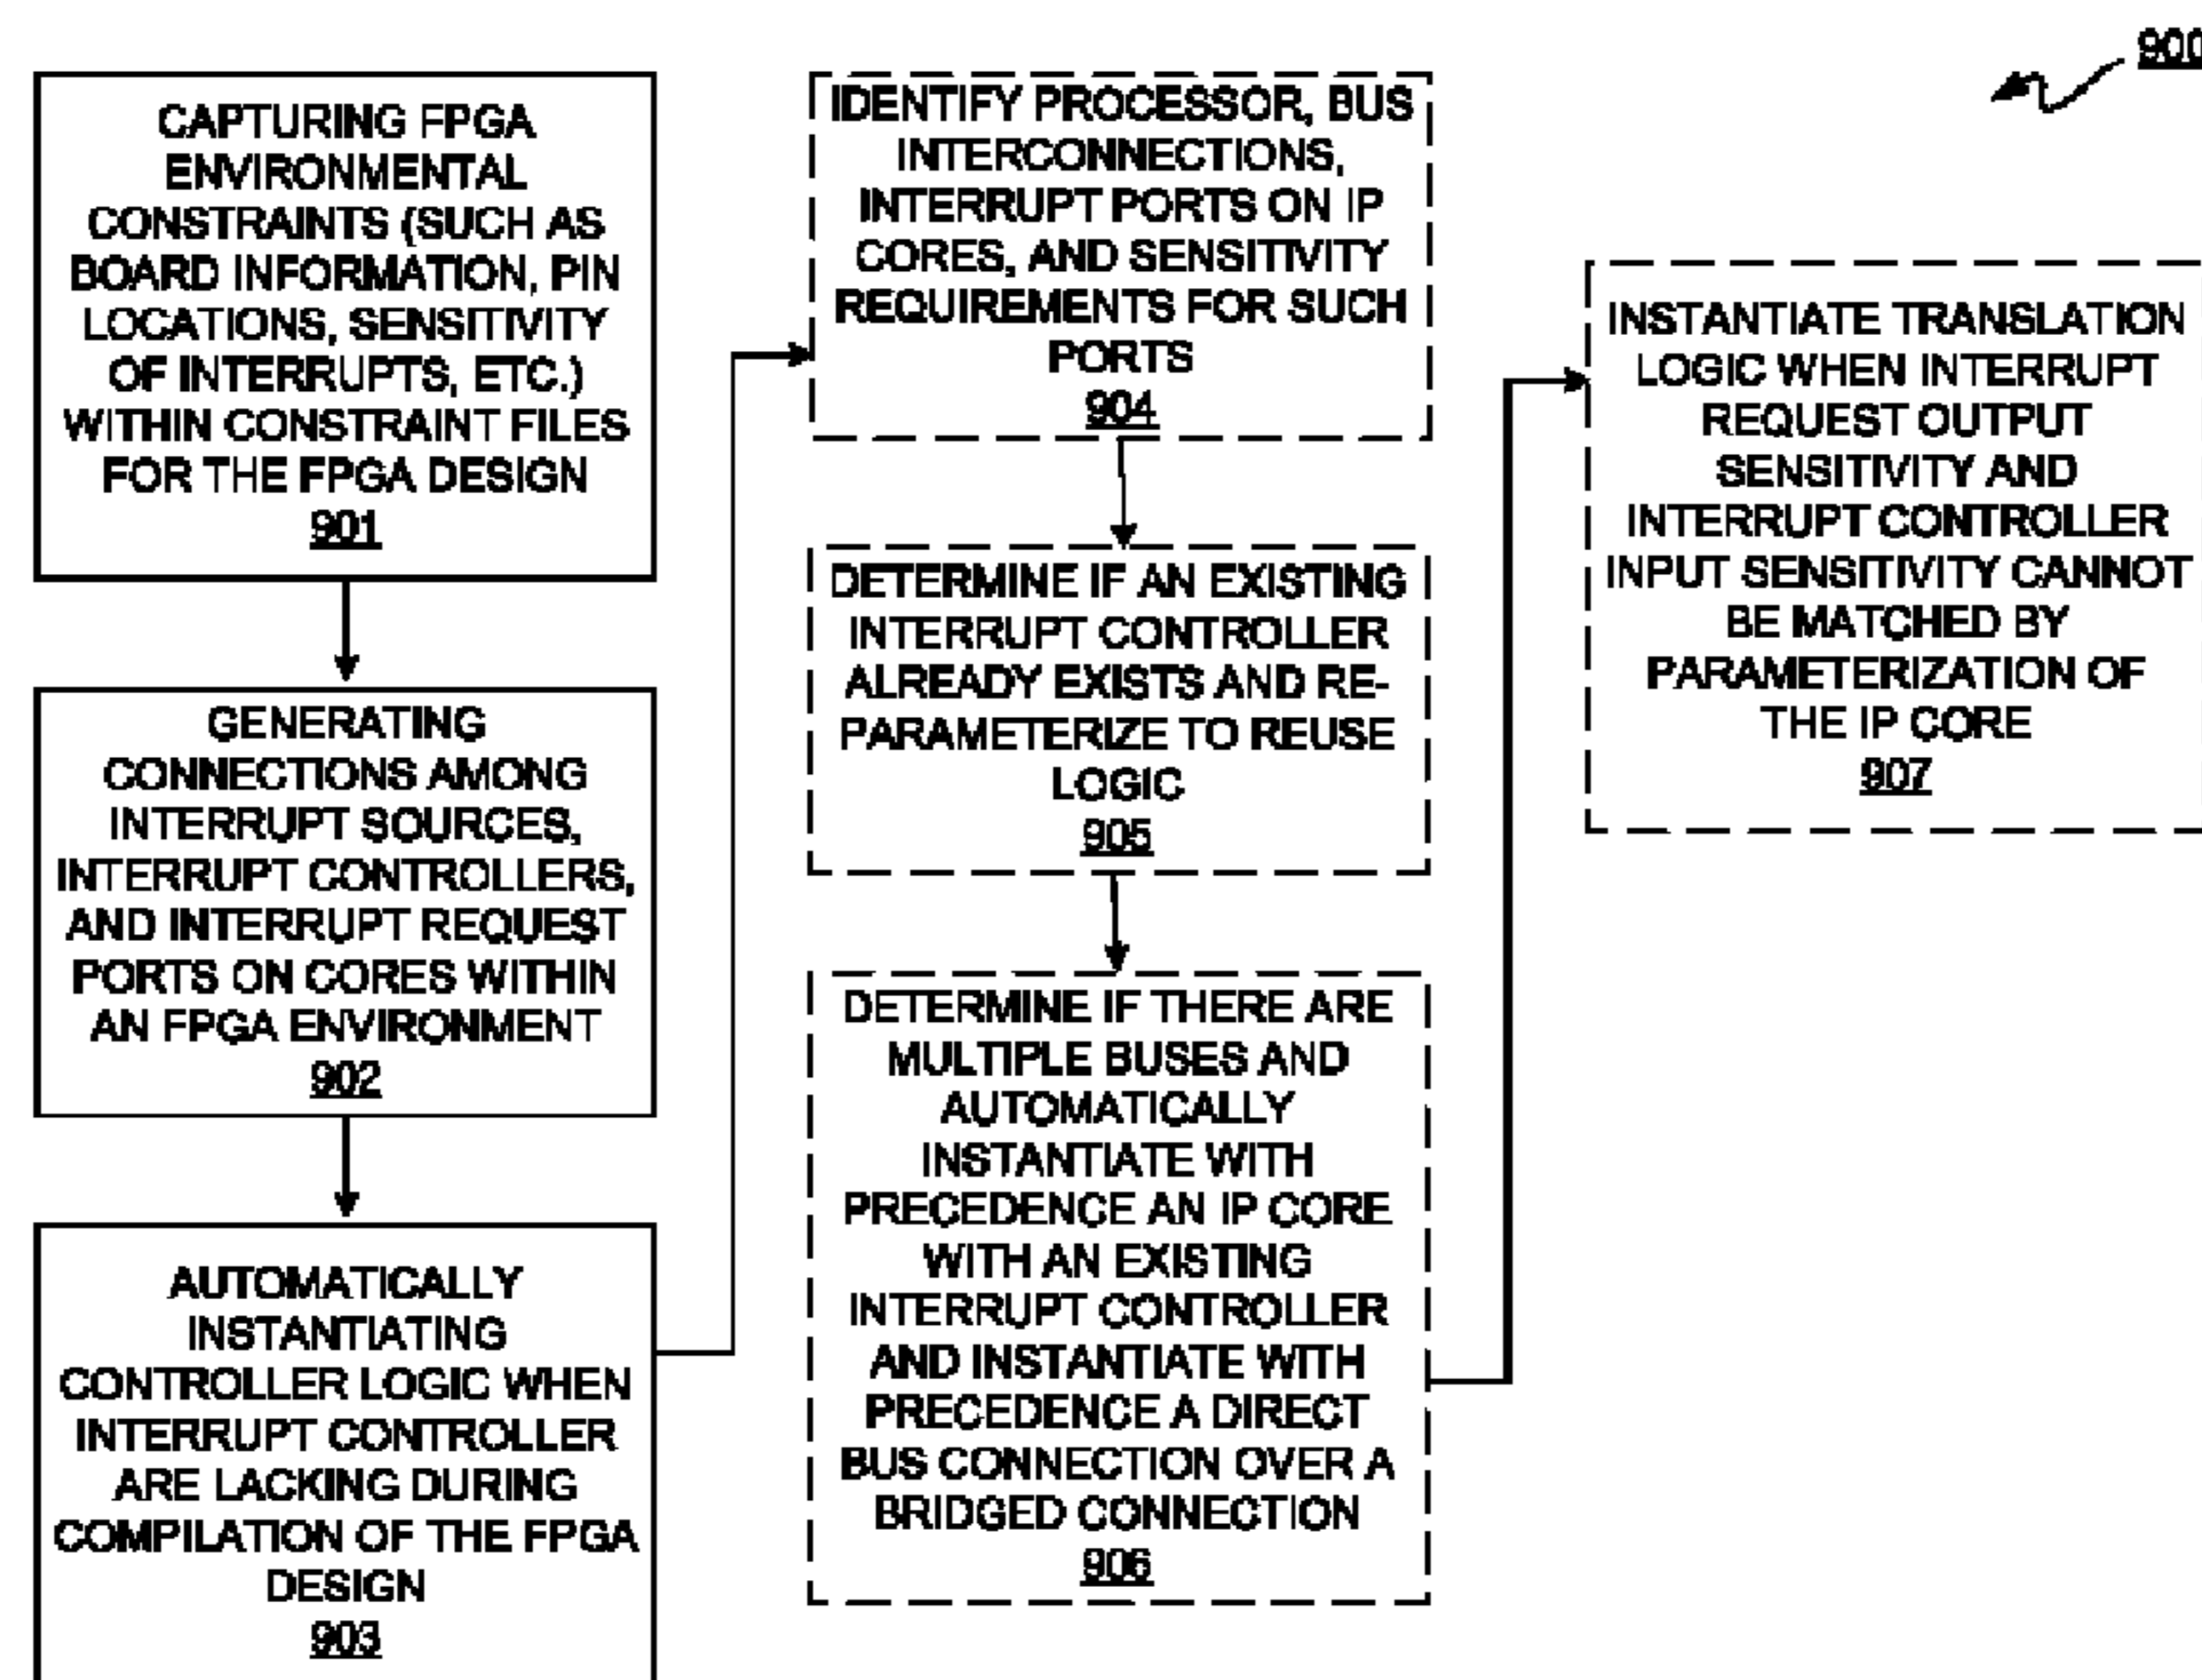 900
CAPTURING FPGA
ENVIRONMENTAL
CONSTRAINTS (SUCH AS
BOARD INFORMATION, PIN
LOCATIONS, SENSITIVITY
OF INTERRUPTS, ETC.)
WITHIN CONSTRAINT FILES
FOR THE FPGA DESIGN
901
GENERATING
CONNECTIONS AMONG
INTERRUPT SOURCES,
INTERRUPT CONTROLLERS,
AND INTERRUPT REQUEST
PORTS ON CORES WITHIN
AN FPGA ENVIRONMENT
902
AUTOMATICALLY
INSTANTIATING
CONTROLLER LOGIC WHEN
INTERRUPT CONTROLLER
ARE LACKING DURING
COMPILATION OF THE FPGA
DESIGN
903
IDENTIFY PROCESSOR, BUS
INTERCONNECTIONS,
INTERRUPT PORTS ON IP
CORES, AND SENSITIVITY
REQUIREMENTS FOR SUCH
PORTS
904
DETERMINE IF AN EXISTING
INTERRUPT CONTROLLER
ALREADY EXISTS AND RE-
PARAMETERIZE TO REUSE
LOGIC
905
DETERMINE IF THERE ARE
MULTIPLE BUSES AND
AUTOMATICALLY
INSTANTIATE WITH
PRECEDENCE AN IP CORE
WITH AN EXISTING
INTERRUPT CONTROLLER
AND INSTANTIATE WITH
PRECEDENCE A DIRECT
BUS CONNECTION OVER A
BRIDGED CONNECTION
906
INSTANTIATE TRANSLATION
LOGIC WHEN INTERRUPT
REQUEST OUTPUT
SENSITIVITY AND
INTERRUPT CONTROLLER
INPUT SENSITIVITY CANNOT
BE MATCHED BY
PARAMETERIZATION OF
THE IP CORE
907